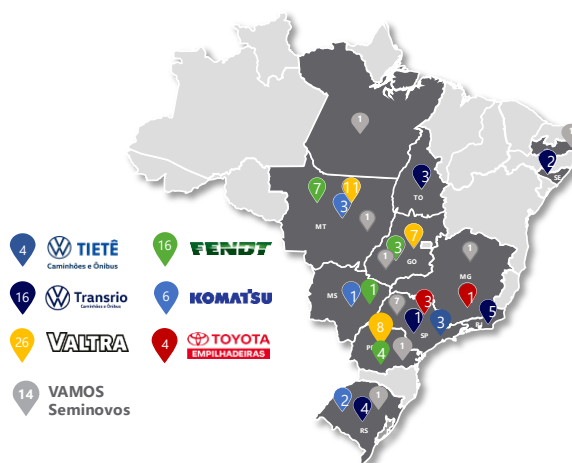 1
2
SE
3
TO
7
11
3
MT
1
7
3
1
GO
1
MG
1
4
TIETÊ
Caminhões e Ônibus
16
FENDT
16
Transrio
Caminhões e Ônibus
6
KOMATSU
26
VALTRA
4
TOYOTA
EMPILHADEIRAS
14
VAMOS
Seminovos
MS
1
1
7
3
1
3
SP
5
RJ
8
1
4
2
1
4
RS